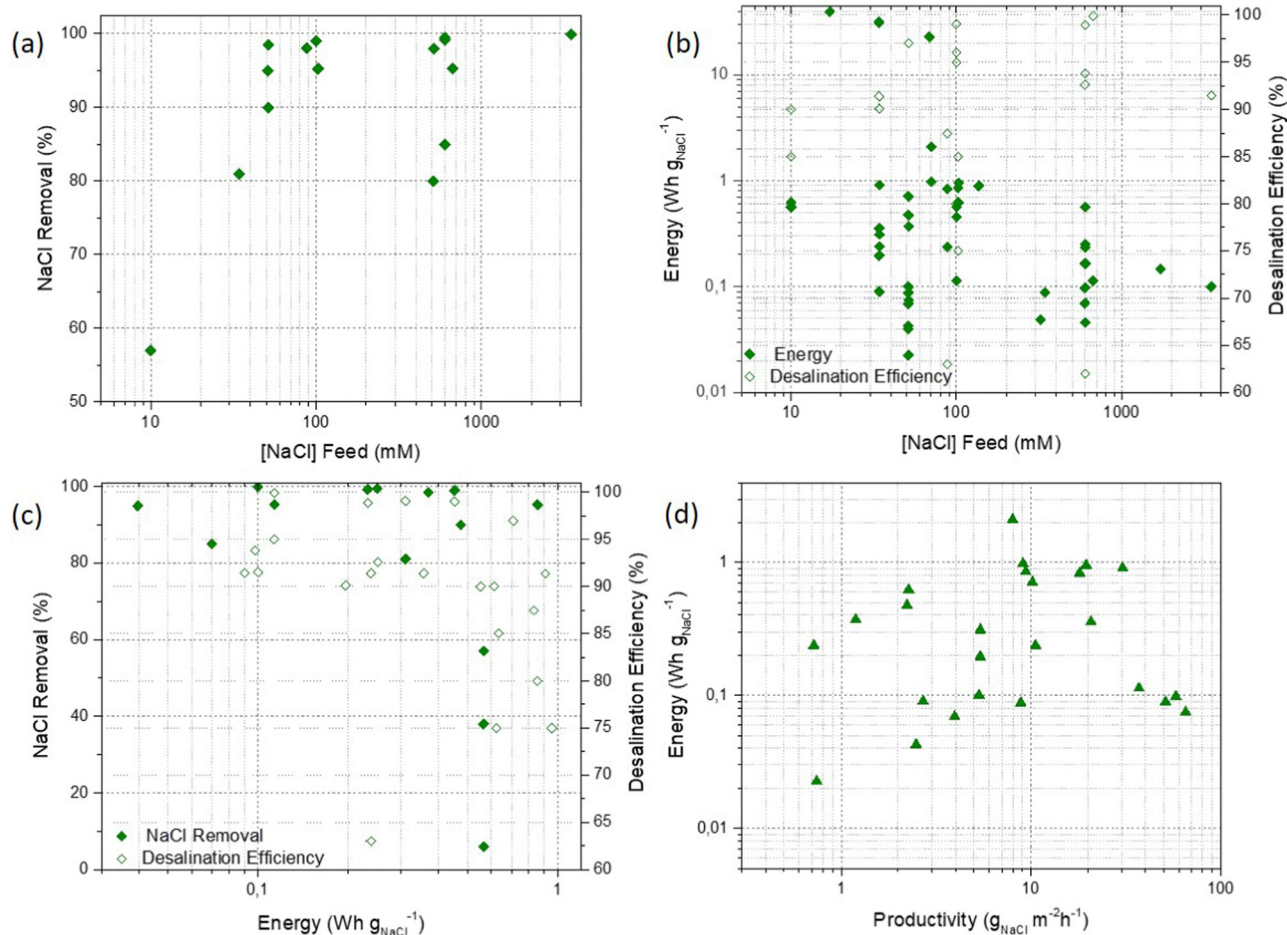 (a)
NaCl Removal (%)
100
90
80
70
60
50
10
100
1000
[NaCl] Feed (mM)
(b)
Energy (Wh gNaCl-1)
10
1
0,1
0,01
Energy
Desalination Efficiency
10
100
1000
[NaCl] Feed (mM)
100
95
90
85
80
75
70
65
60
Desalination Efficiency (%)
(c)
NaCl Removal (%)
100
80
60
40
20
0
NaCl Removal
Desalination Efficiency
0,1
1
Energy (Wh gNaCl-1)
100
95
90
85
80
75
70
65
60
Desalination Efficiency (%)
(d)
Energy (Wh gNaCl-1)
1
0,1
0,01
1
10
100
Productivity (gNaCl m-2h-1)